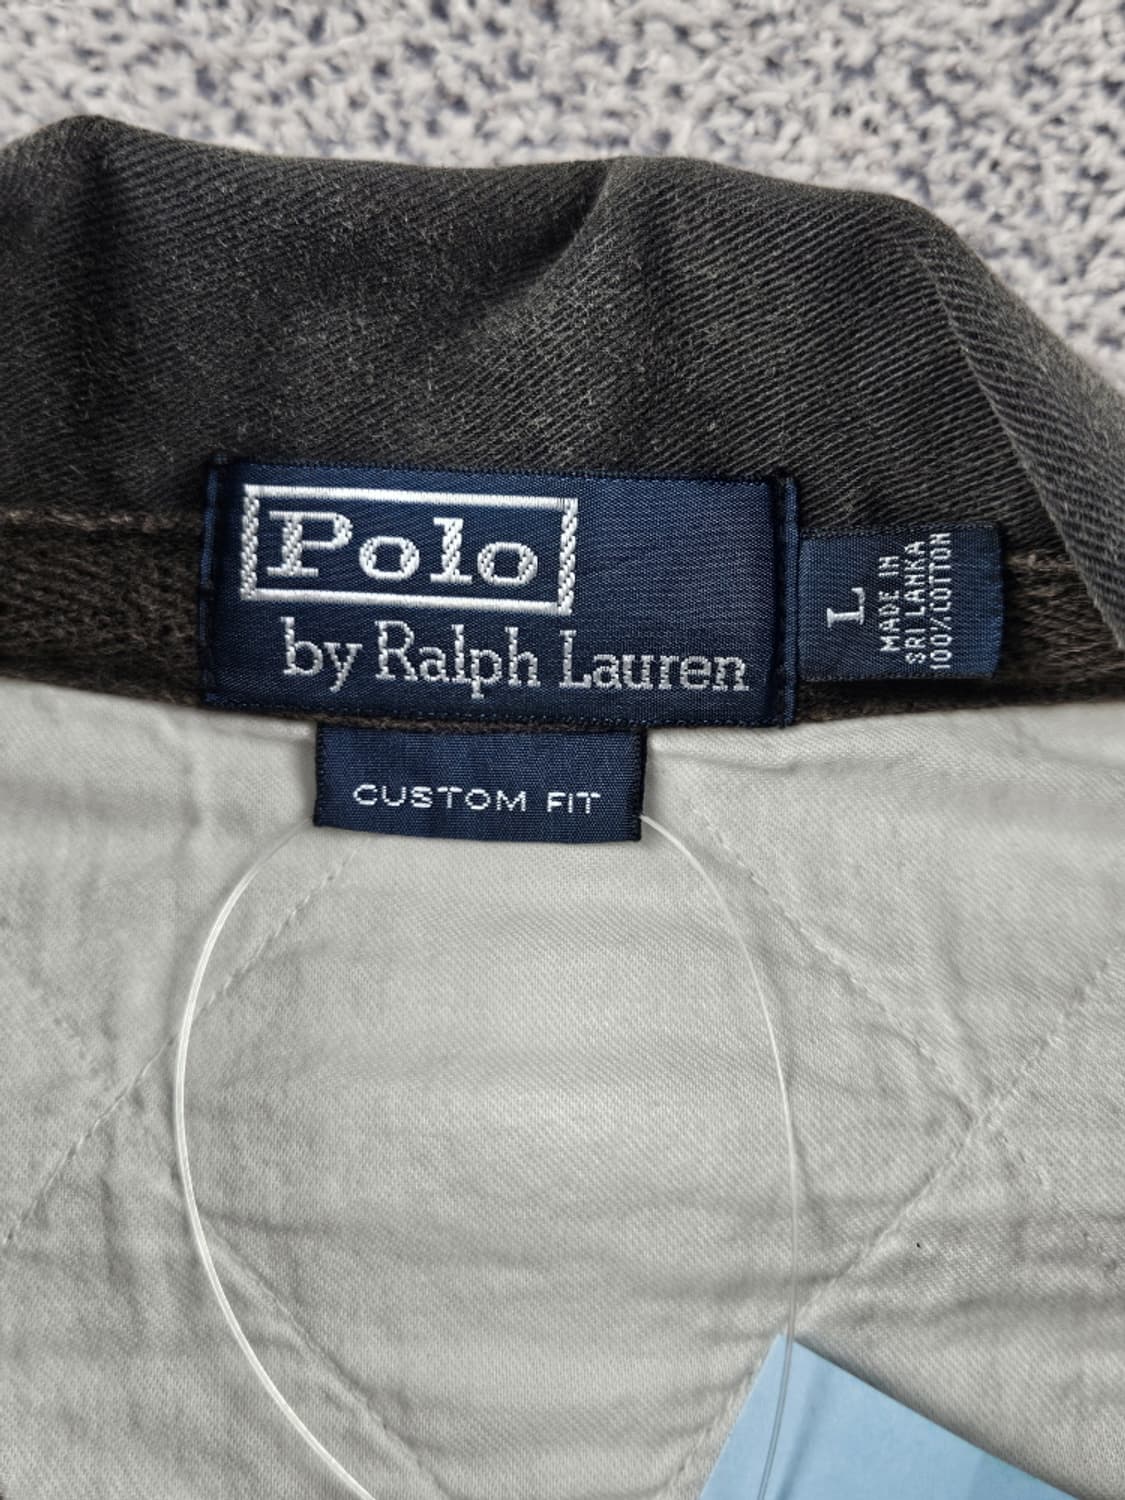 Polo
by Ralph Lauren
L
MADE IN
SRI LANKA
100% COTTON
CUSTOM FIT